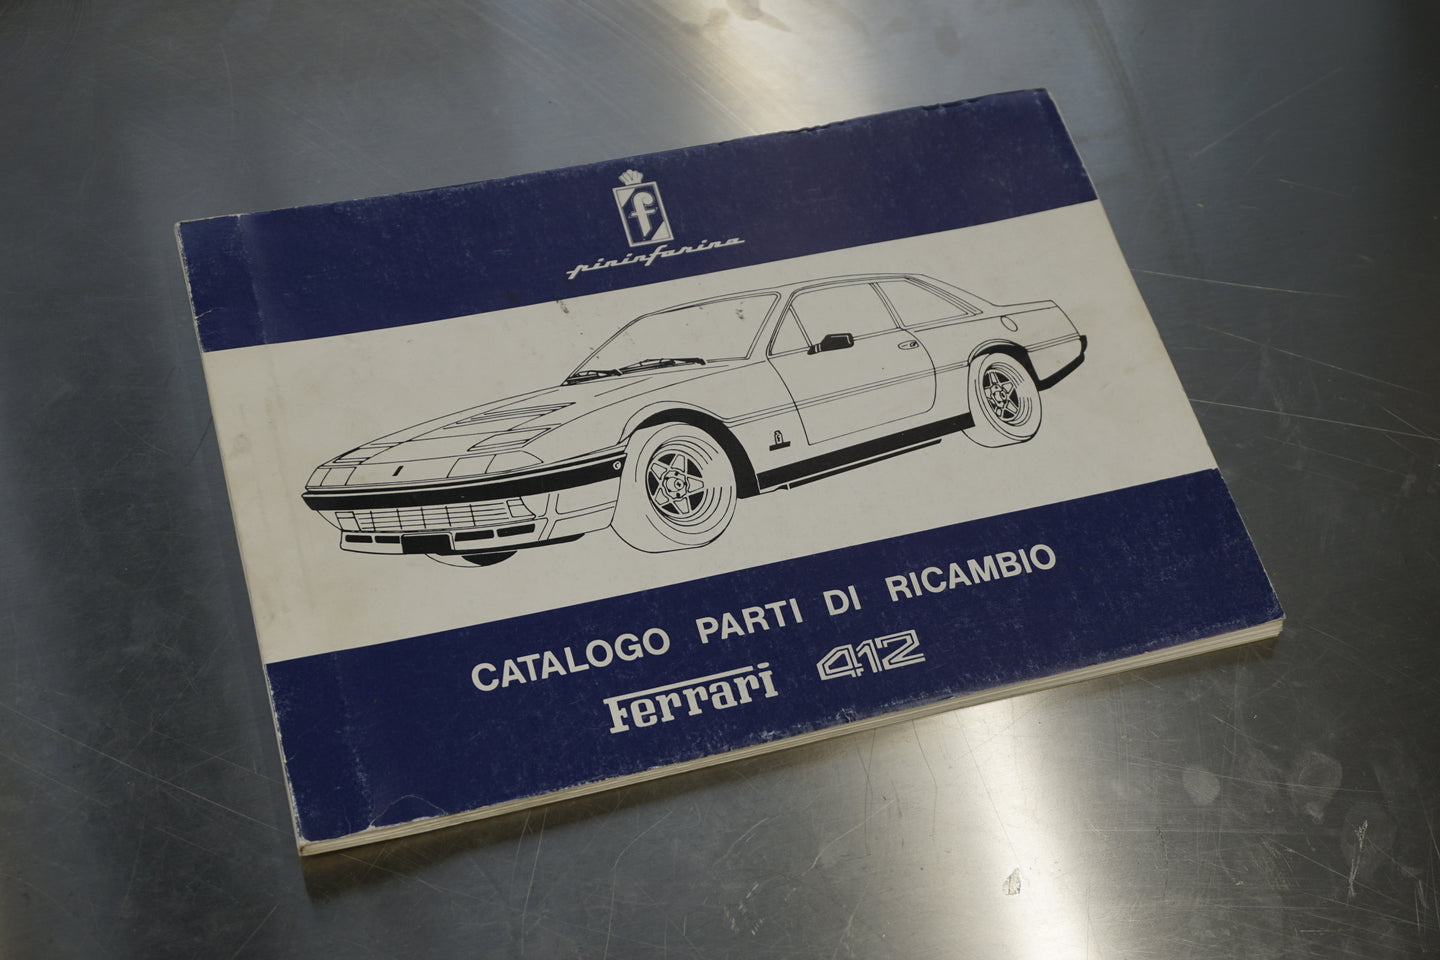 f
pininfarina
CATALOGO PARTI DI RICAMBIO
Ferrari 412